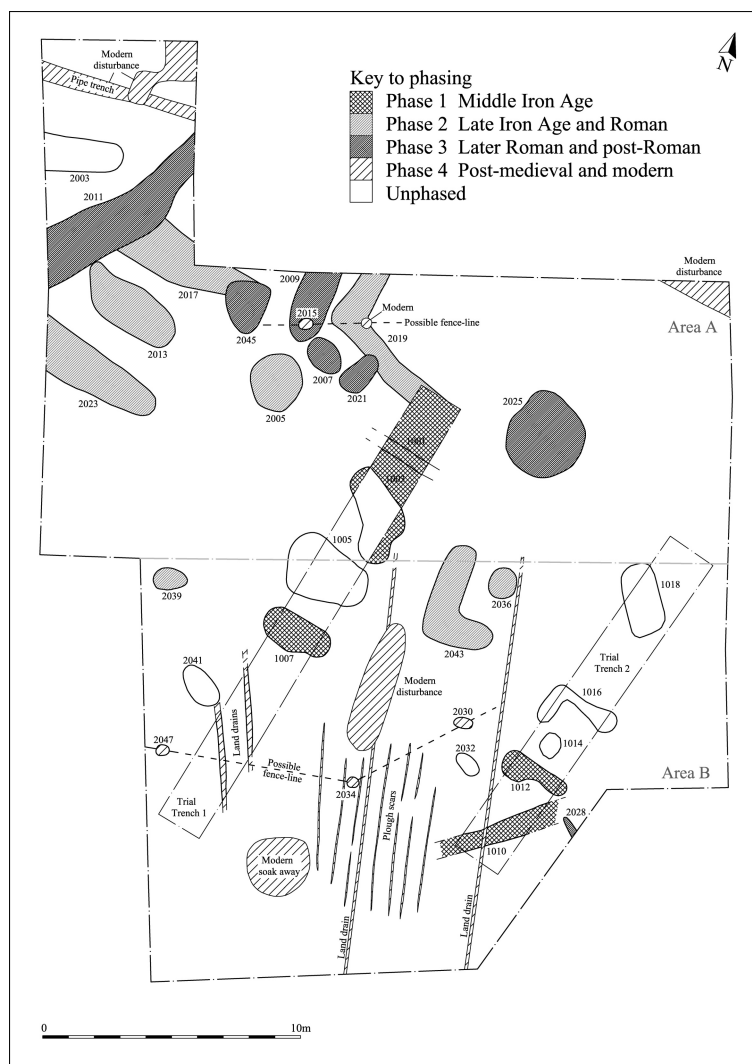 Modern
disturbance
Pipe trench
N
Key to phasing
Phase 1 Middle Iron Age
Phase 2 Late Iron Age and Roman
Phase 3 Later Roman and post-Roman
Phase 4 Post-medieval and modern
Unphased
2003
2011
Modern
disturbance
2009
2017
2015
Modern
Possible fence-line
Area A
2045
2019
2013
2007
2021
2005
2023
2025
1001
1003
1005
2039
2036
1018
1007
2043
Trial
Trench 2
2041
Modern
disturbance
1016
2030
Land drains
2047
1014
2032
Possible
fence-line
Area B
1012
2034
Trial
Trench 1
Plough scars
2028
1010
Modern
soak away
Land drain
Land drain
0
10m